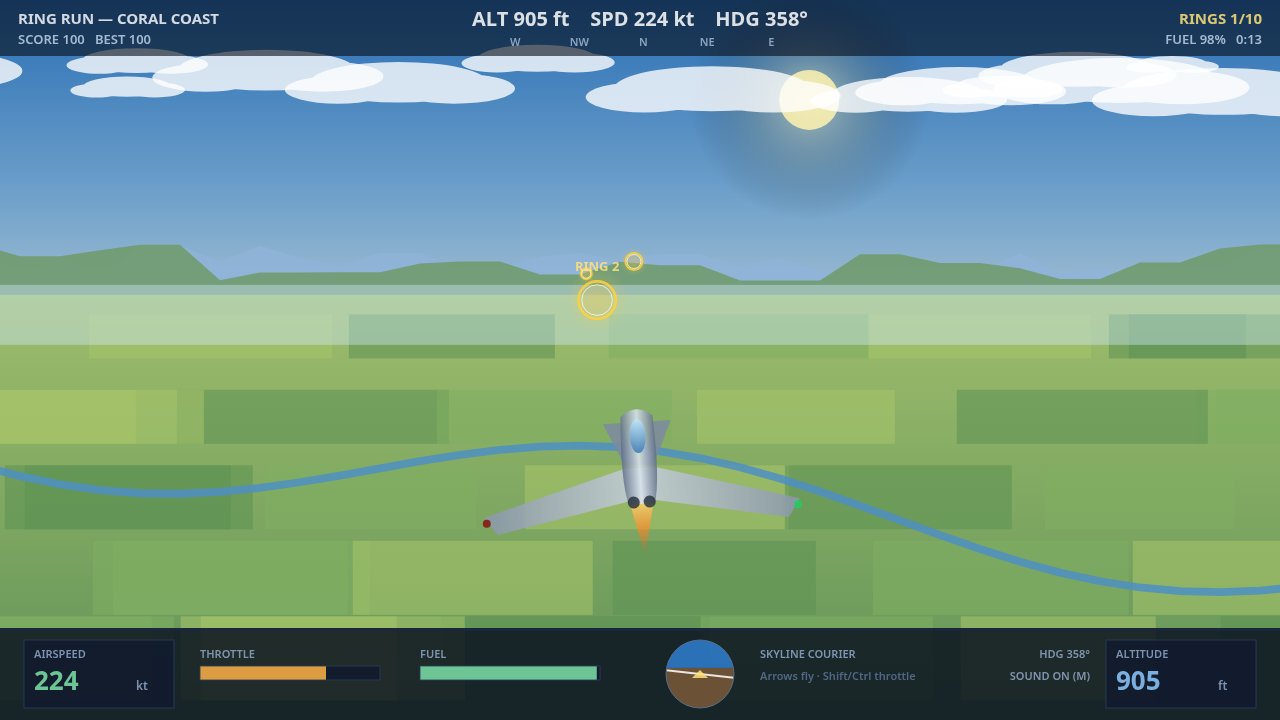 RING RUN — CORAL COAST
SCORE 100 BEST 100
ALT 905 ft SPD 224 kt HDG 358°
W NW N NE E
RINGS 1/10
FUEL 98% 0:13
RING 2
AIRSPEED
224 kt
THROTTLE
FUEL
SKYLINE COURIER
Arrows fly · Shift/Ctrl throttle
HDG 358°
SOUND ON (M)
ALTITUDE
905 ft